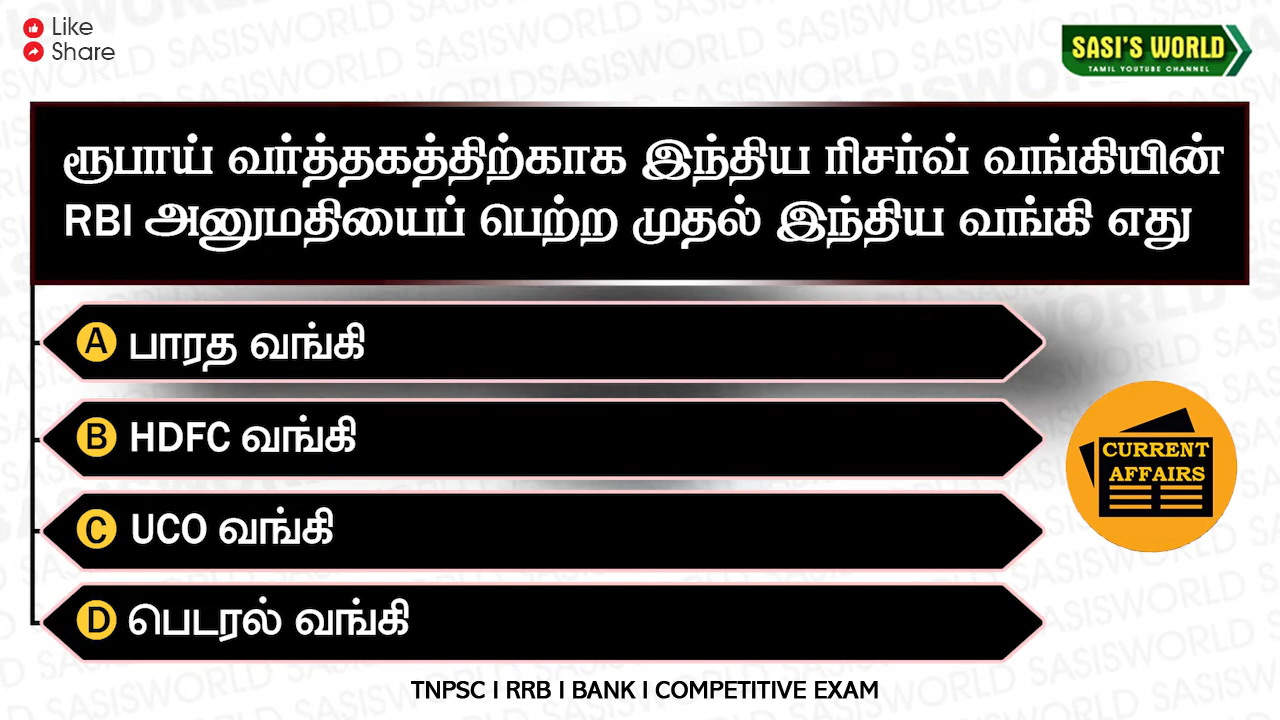 Like
Share
SASI'S WORLD
TAMIL YOUTUBE CHANNEL
ரூபாய் வர்த்தகத்திற்காக இந்திய ரிசர்வ் வங்கியின்
RBI அனுமதியைப் பெற்ற முதல் இந்திய வங்கி எது
A பாரத வங்கி
B HDFC வங்கி
C UCO வங்கி
D பெடரல் வங்கி
CURRENT
AFFAIRS
TNPSC I RRB I BANK I COMPETITIVE EXAM